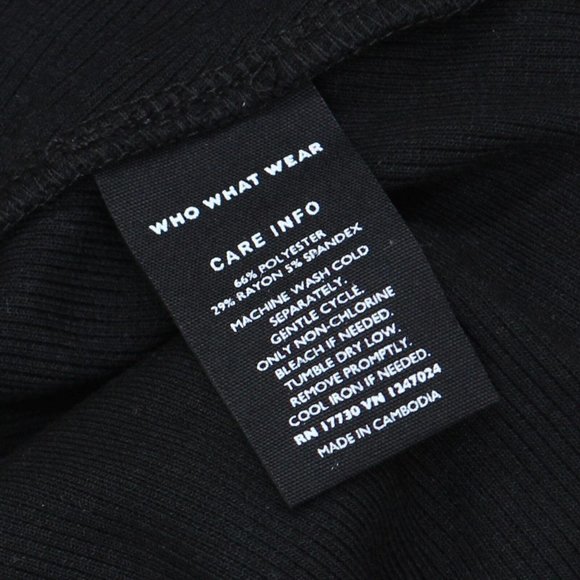 WHO WHAT WEAR
CARE INFO
66% POLYESTER
29% RAYON 5% SPANDEX
MACHINE WASH COLD
SEPARATELY.
GENTLE CYCLE.
ONLY NON-CHLORINE
BLEACH IF NEEDED.
TUMBLE DRY LOW.
REMOVE PROMPTLY.
COOL IRON IF NEEDED.
RN 17730 VN 1247024
MADE IN CAMBODIA